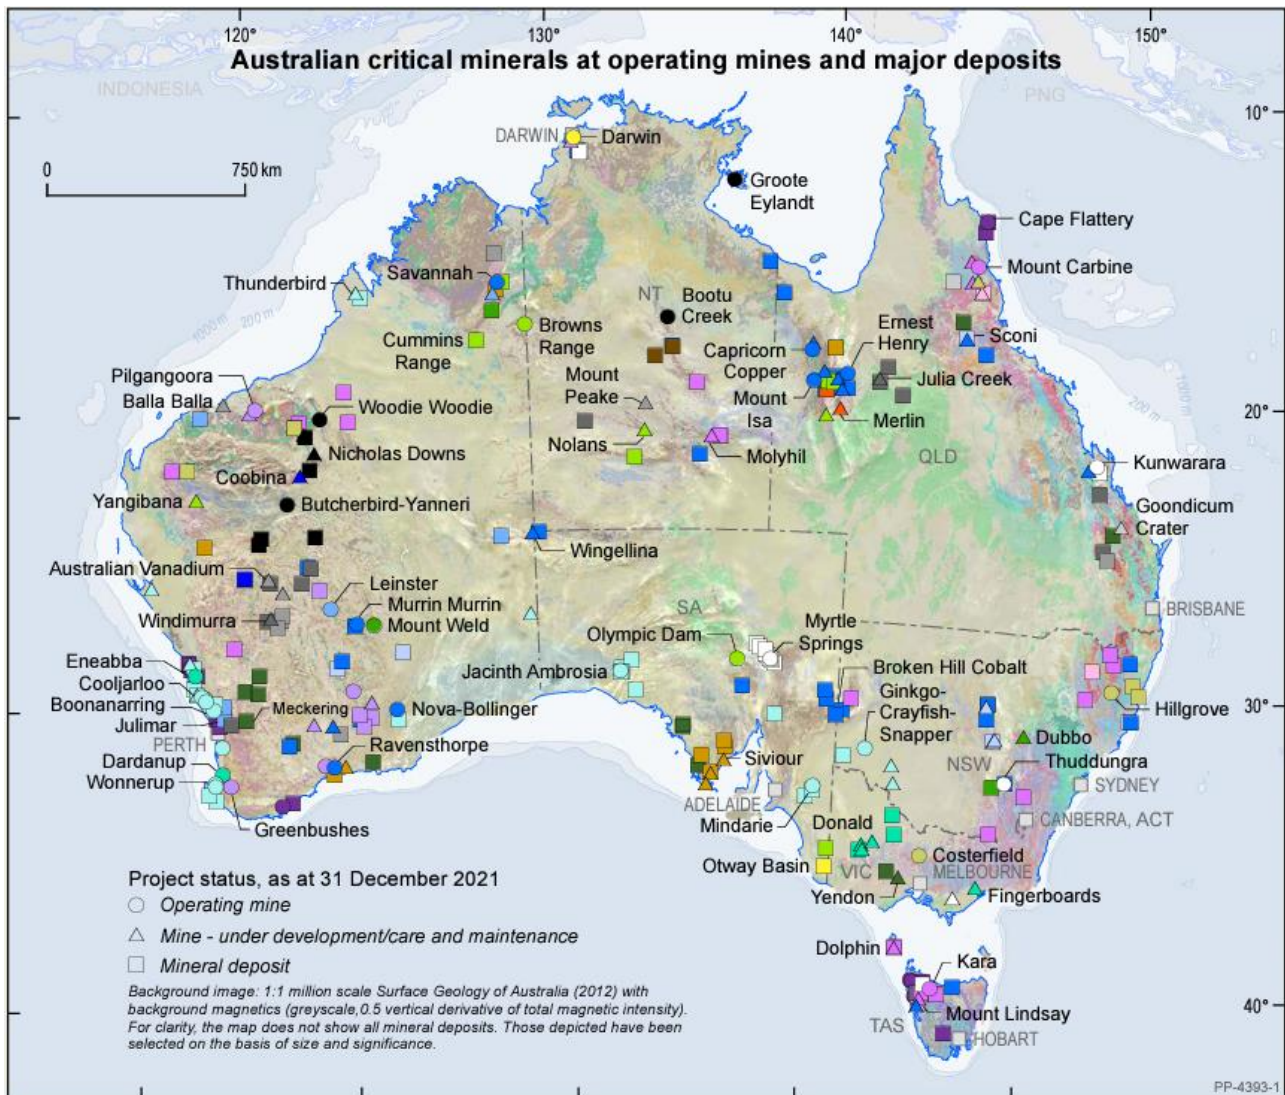 120° 130° 140° 150°
Australian critical minerals at operating mines and major deposits
INDONESIA
PNG
10°
DARWIN
Darwin
0 750 km
Groote
Eylandt
Cape Flattery
Savannah
Mount Carbine
Thunderbird
1000 m
200 m
NT
Bootu
Creek
Ernest
Henry
Sconi
Browns
Range
Cummins
Range
Capricorn
Copper
Julia Creek
Pilgangoora
Mount
Peake
Balla Balla
Woodie Woodie
Mount
Isa
Merlin
20°
Nicholas Downs
Nolans
Molyhil
QLD
Kunwarara
Coobina
Yangibana
Butcherbird-Yanneri
Goondicum
Crater
Wingellina
Australian Vanadium
Leinster
Murrin Murrin
Windimurra
Mount Weld
SA
BRISBANE
Olympic Dam
Myrtle
Springs
Eneabba
Jacinth Ambrosia
Broken Hill Cobalt
Cooljarloo
Ginkgo-
Crayfish-
Snapper
Boonanarring
Meckering
Nova-Bollinger
Hillgrove
30°
Julimar
PERTH
Ravensthorpe
Dubbo
Dardanup
Siviour
NSW
Thuddungra
Wonnerup
SYDNEY
ADELAIDE
Mindarie
Donald
CANBERRA, ACT
Greenbushes
Otway Basin
VIC
Costerfield
MELBOURNE
Yendon
Fingerboards
Project status, as at 31 December 2021
Operating mine
Mine - under development/care and maintenance
Mineral deposit
Dolphin
Kara
Background image: 1:1 million scale Surface Geology of Australia (2012) with
background magnetics (greyscale,0.5 vertical derivative of total magnetic intensity).
For clarity, the map does not show all mineral deposits. Those depicted have been
selected on the basis of size and significance.
Mount Lindsay
40°
TAS
HOBART
PP-4393-1